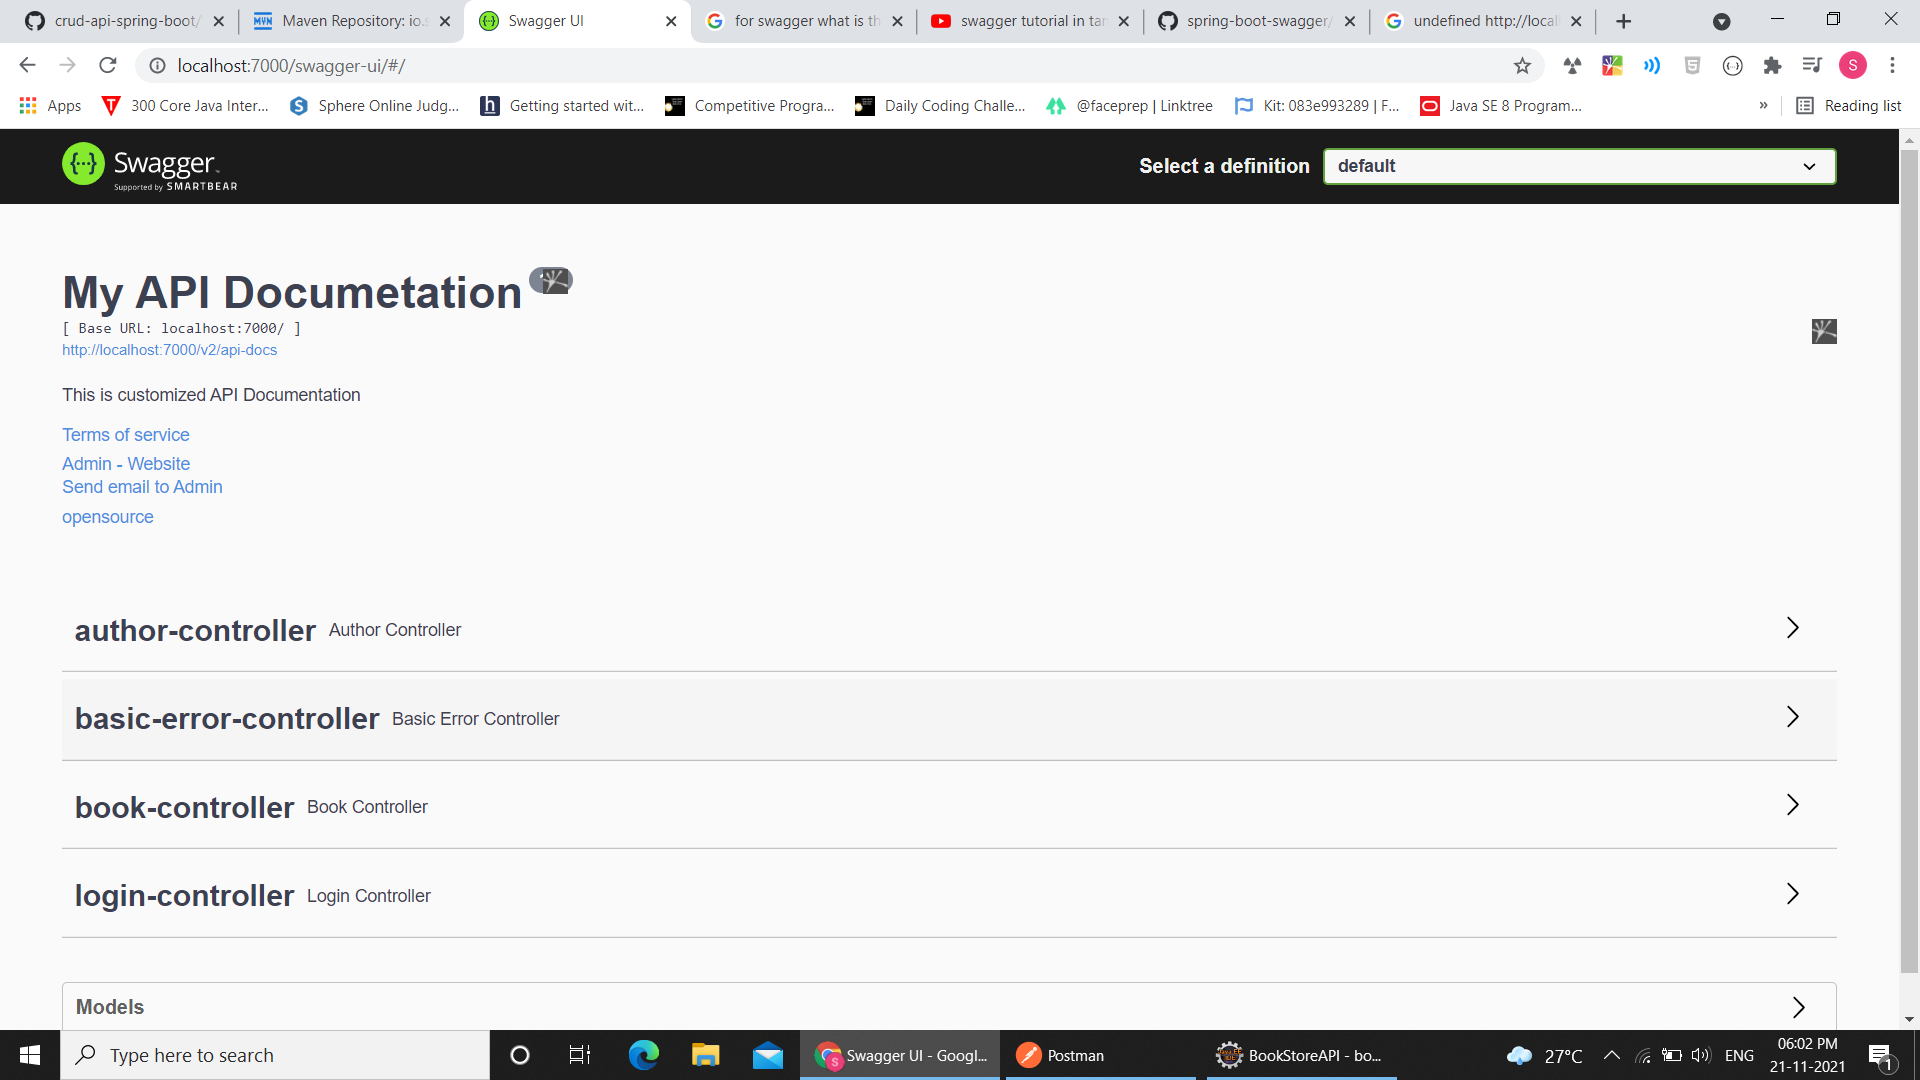 crud-api-spring-boot/
Maven Repository: io.s
Swagger UI
for swagger what is th
swagger tutorial in tam
spring-boot-swagger/
undefined http://locall
localhost:7000/swagger-ui/#/
S
Apps
300 Core Java Inter...
Sphere Online Judg...
Getting started wit...
Competitive Progra...
Daily Coding Challe...
@faceprep | Linktree
Kit: 083e993289 | F...
Java SE 8 Program...
»
Reading list
Swagger
Supported by SMARTBEAR
Select a definition
default
My API Documetation
[ Base URL: localhost:7000/ ]
http://localhost:7000/v2/api-docs
This is customized API Documentation
Terms of service
Admin - Website
Send email to Admin
opensource
author-controller Author Controller
basic-error-controller Basic Error Controller
book-controller Book Controller
login-controller Login Controller
Models
Type here to search
Swagger UI - Googl...
Postman
BookStoreAPI - bo...
27°C
ENG
06:02 PM
21-11-2021
1